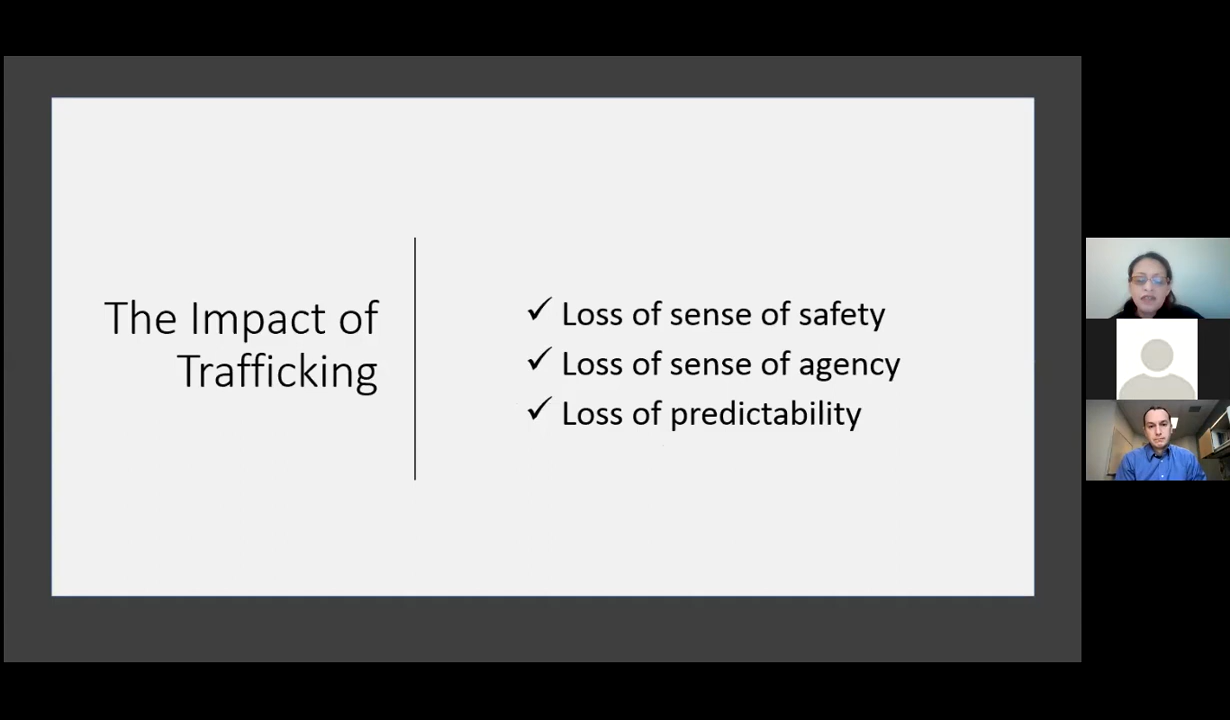 The Impact of
Trafficking
✓ Loss of sense of safety
✓ Loss of sense of agency
✓ Loss of predictability